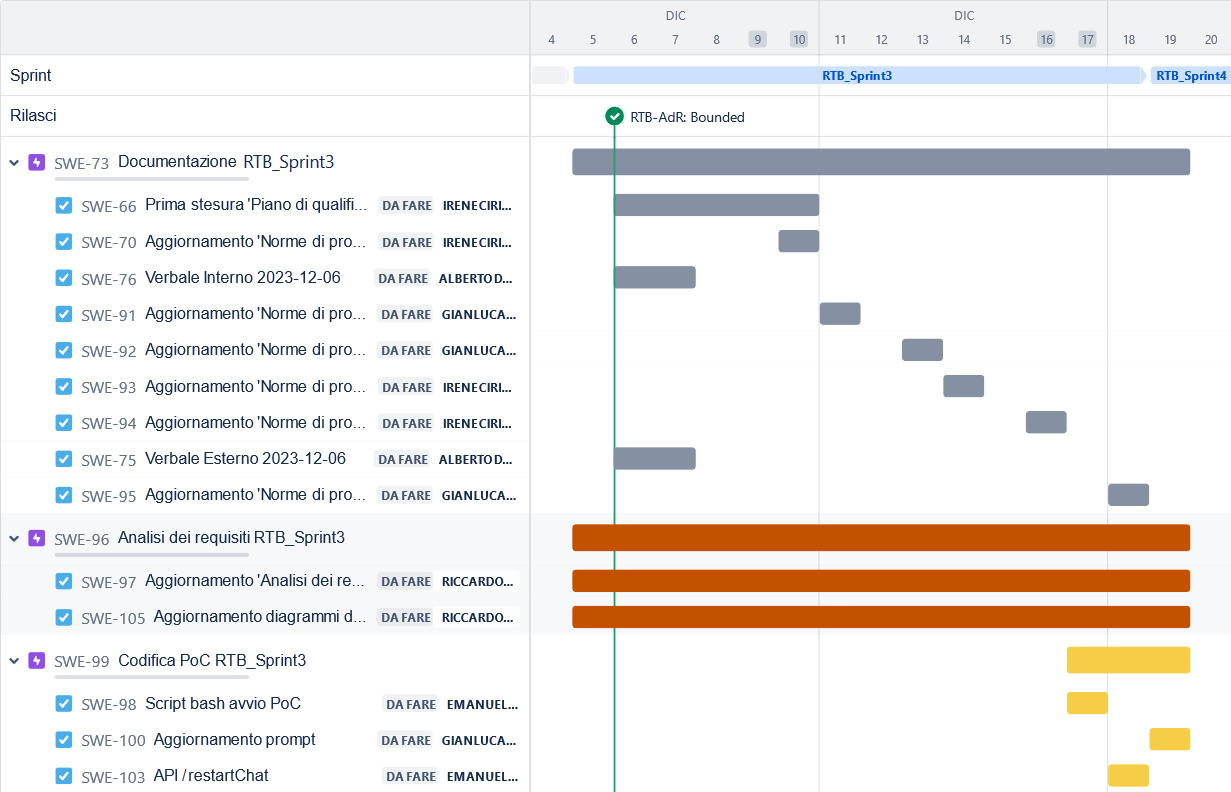 DIC DIC
4 5 6 7 8 9 10 11 12 13 14 15 16 17 18 19 20
Sprint RTB_Sprint3 RTB_Sprint4
Rilasci RTB-AdR: Bounded
SWE-73 Documentazione RTB_Sprint3
SWE-66 Prima stesura 'Piano di qualifi... DA FARE IRENECIRI...
SWE-70 Aggiornamento 'Norme di pro... DA FARE IRENECIRI...
SWE-76 Verbale Interno 2023-12-06 DA FARE ALBERTO D...
SWE-91 Aggiornamento 'Norme di pro... DA FARE GIANLUCA...
SWE-92 Aggiornamento 'Norme di pro... DA FARE GIANLUCA...
SWE-93 Aggiornamento 'Norme di pro... DA FARE IRENECIRI...
SWE-94 Aggiornamento 'Norme di pro... DA FARE IRENECIRI...
SWE-75 Verbale Esterno 2023-12-06 DA FARE ALBERTO D...
SWE-95 Aggiornamento 'Norme di pro... DA FARE GIANLUCA...
SWE-96 Analisi dei requisiti RTB_Sprint3
SWE-97 Aggiornamento 'Analisi dei re... DA FARE RICCARDO...
SWE-105 Aggiornamento diagrammi d... DA FARE RICCARDO...
SWE-99 Codifica PoC RTB_Sprint3
SWE-98 Script bash avvio PoC DA FARE EMANUEL...
SWE-100 Aggiornamento prompt DA FARE GIANLUCA...
SWE-103 API /restartChat DA FARE EMANUEL...